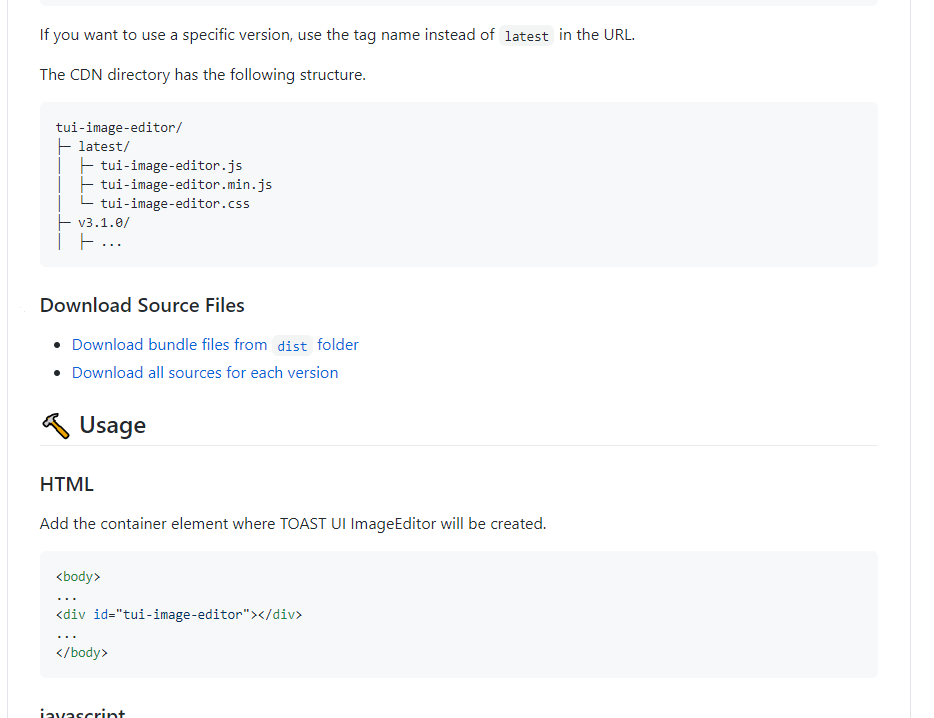 If you want to use a specific version, use the tag name instead of latest in the URL.
The CDN directory has the following structure.
tui-image-editor/
├─ latest/
│  ├─ tui-image-editor.js
│  ├─ tui-image-editor.min.js
│  └─ tui-image-editor.css
├─ v3.1.0/
│  ├─ ...
Download Source Files
• Download bundle files from dist folder
• Download all sources for each version
Usage
HTML
Add the container element where TOAST UI ImageEditor will be created.
<body>
...
<div id="tui-image-editor"></div>
...
</body>
javascript